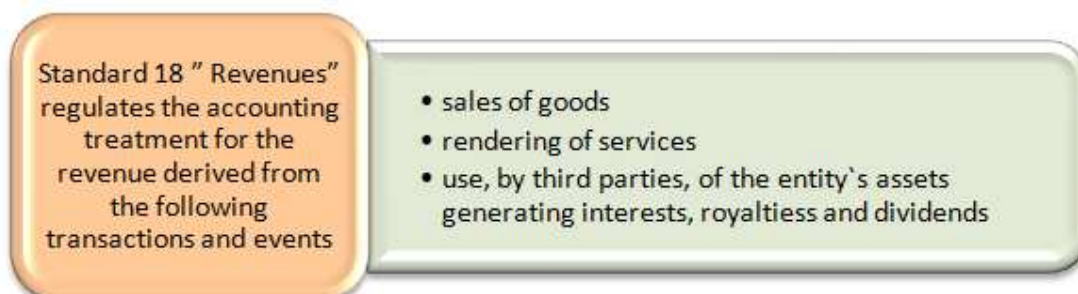 Standard 18 ″ Revenues″
regulates the accounting
treatment for the
revenue derived from
the following
transactions and events
• sales of goods
• rendering of services
• use, by third parties, of the entity`s assets
generating interests, royaltiess and dividends